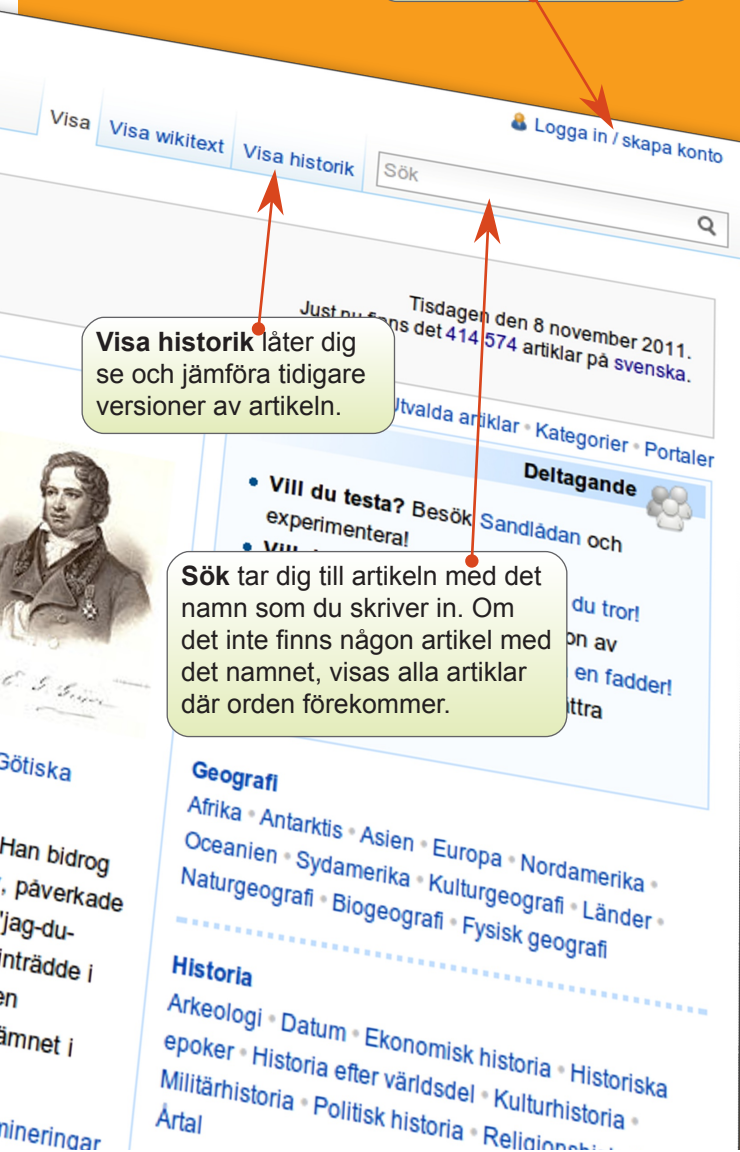 Logga in / skapa konto
Visa Visa wikitext Visa historik Sök
Tisdagen den 8 november 2011.
Just nu finns det 414 574 artiklar på svenska.
Visa historik låter dig
se och jämföra tidigare
versioner av artikeln.
Utvalda artiklar • Kategorier • Portaler
Deltagande
• Vill du testa? Besök Sandlådan och
experimentera!
Sök tar dig till artikeln med det
namn som du skriver in. Om
det inte finns någon artikel med
det namnet, visas alla artiklar
där orden förekommer.
du tror!
av
en fadder!
Götiska
Han bidrog
påverkade
jag-du-
inträdde i
en
ämnet i
Geografi
Afrika • Antarktis • Asien • Europa • Nordamerika •
Oceanien • Sydamerika • Kulturgeografi • Länder •
Naturgeografi • Biogeografi • Fysisk geografi
Historia
Arkeologi • Datum • Ekonomisk historia • Historiska
epoker • Historia efter världsdel • Kulturhistoria •
Militärhistoria • Politisk historia •
Årtal